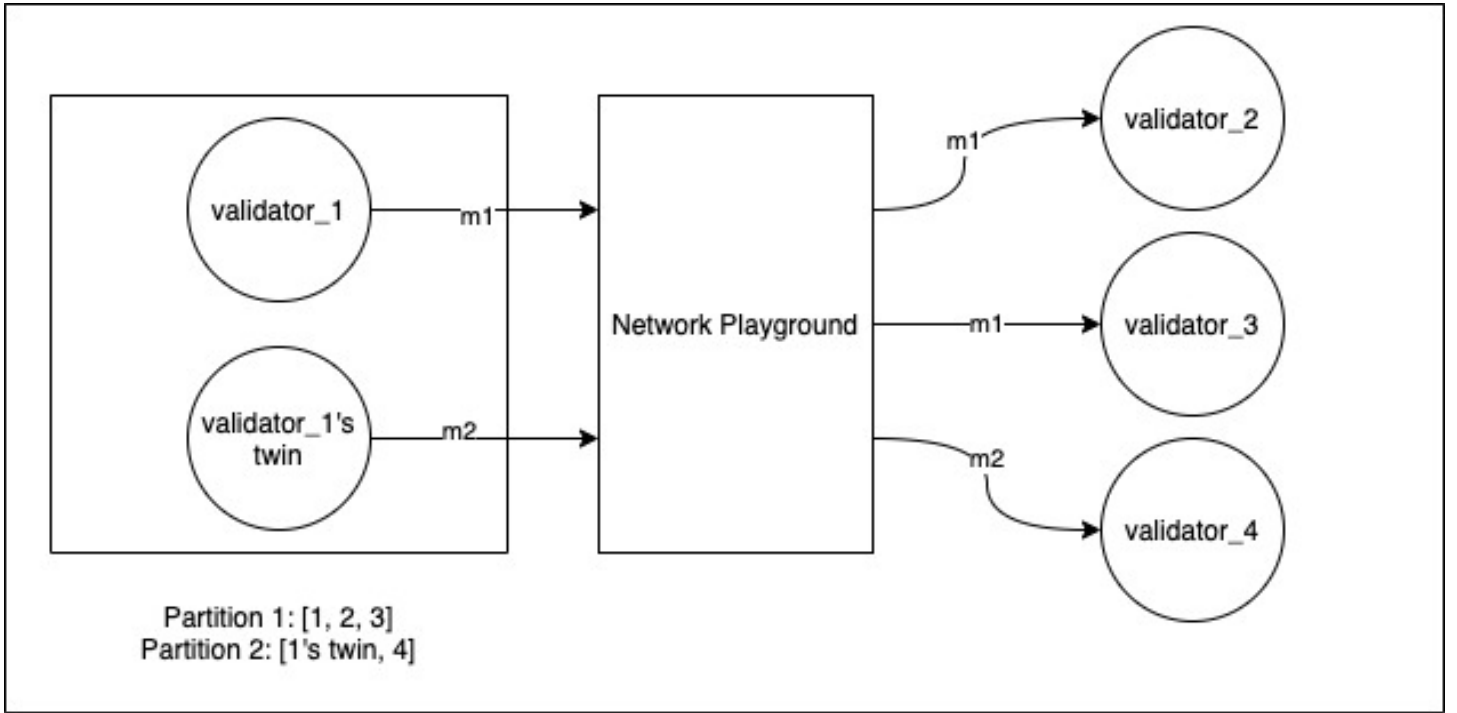 validator_1
m1
validator_1's
twin
m2
Network Playground
m1
validator_2
m1
validator_3
m2
validator_4
Partition 1: [1, 2, 3]
Partition 2: [1's twin, 4]